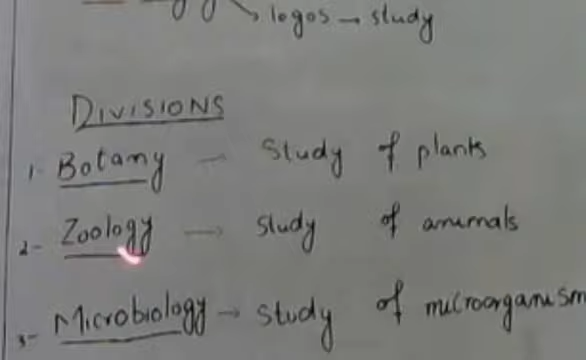 logos → study
DIVISIONS
1- Botany — Study of plants
2- Zoology → study of animals
3- Microbiology → study of microorganism